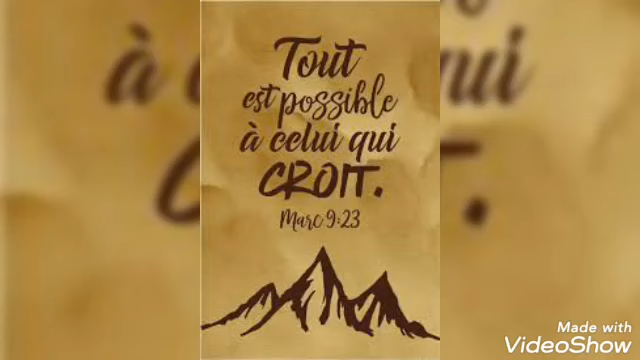 Tout
est possible
à celui qui
CROIT.
Marc 9:23
Made with
VideoShow